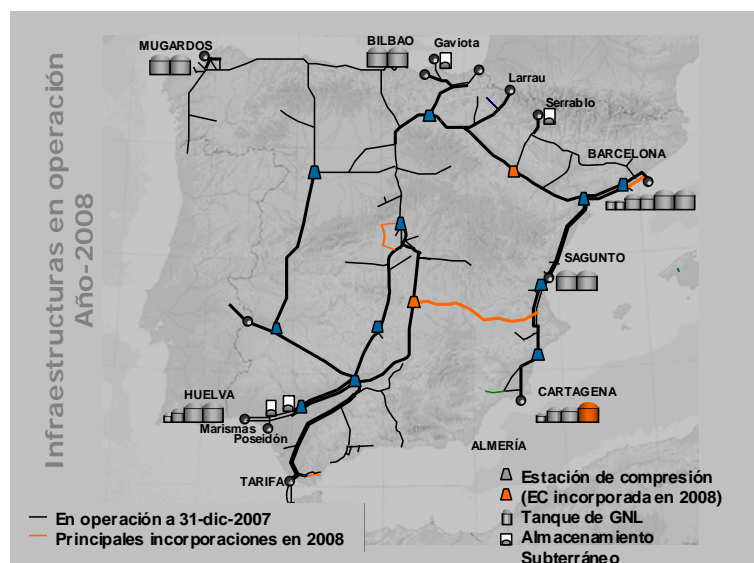 Infraestructuras en operación
Año-2008
MUGARDOS
BILBAO
Gaviota
Larrau
Serrablo
BARCELONA
SAGUNTO
CARTAGENA
HUELVA
Marismas
Poseidón
ALMERÍA
TARIFA
Estación de compresión
(EC incorporada en 2008)
Tanque de GNL
Almacenamiento
Subterráneo
En operación a 31-dic-2007
Principales incorporaciones en 2008